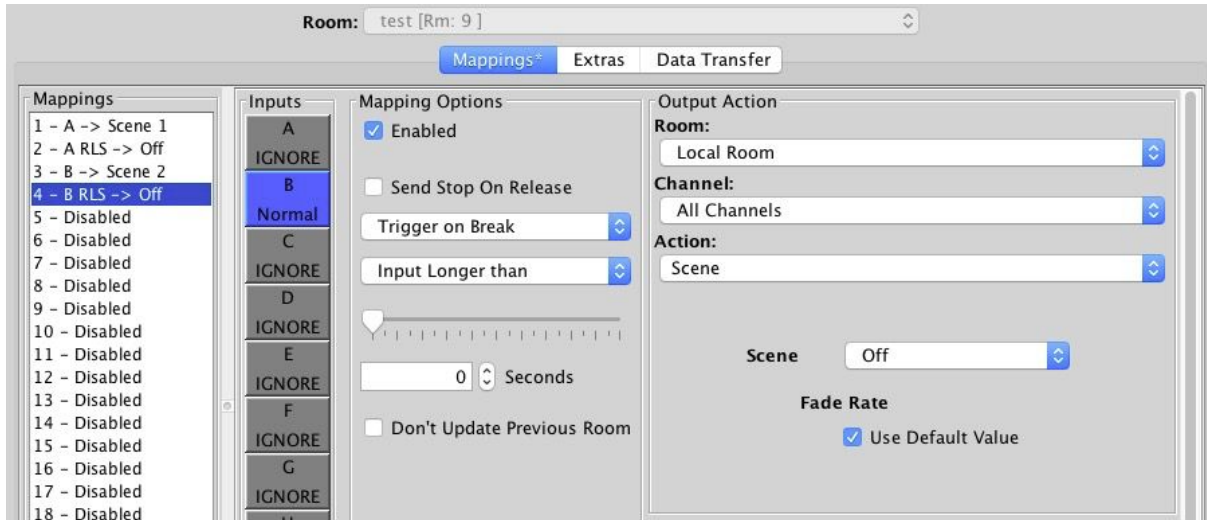 Room: test [Rm: 9 ]
Mappings* Extras Data Transfer
Mappings
1 - A -> Scene 1
2 - A RLS -> Off
3 - B -> Scene 2
4 - B RLS -> Off
5 - Disabled
6 - Disabled
7 - Disabled
8 - Disabled
9 - Disabled
10 - Disabled
11 - Disabled
12 - Disabled
13 - Disabled
14 - Disabled
15 - Disabled
16 - Disabled
17 - Disabled
18 - Disabled
Inputs
A
IGNORE
B
Normal
C
IGNORE
D
IGNORE
E
IGNORE
F
IGNORE
G
IGNORE
Mapping Options
Enabled
Send Stop On Release
Trigger on Break
Input Longer than
0 Seconds
Don't Update Previous Room
Output Action
Room:
Local Room
Channel:
All Channels
Action:
Scene
Scene Off
Fade Rate
Use Default Value